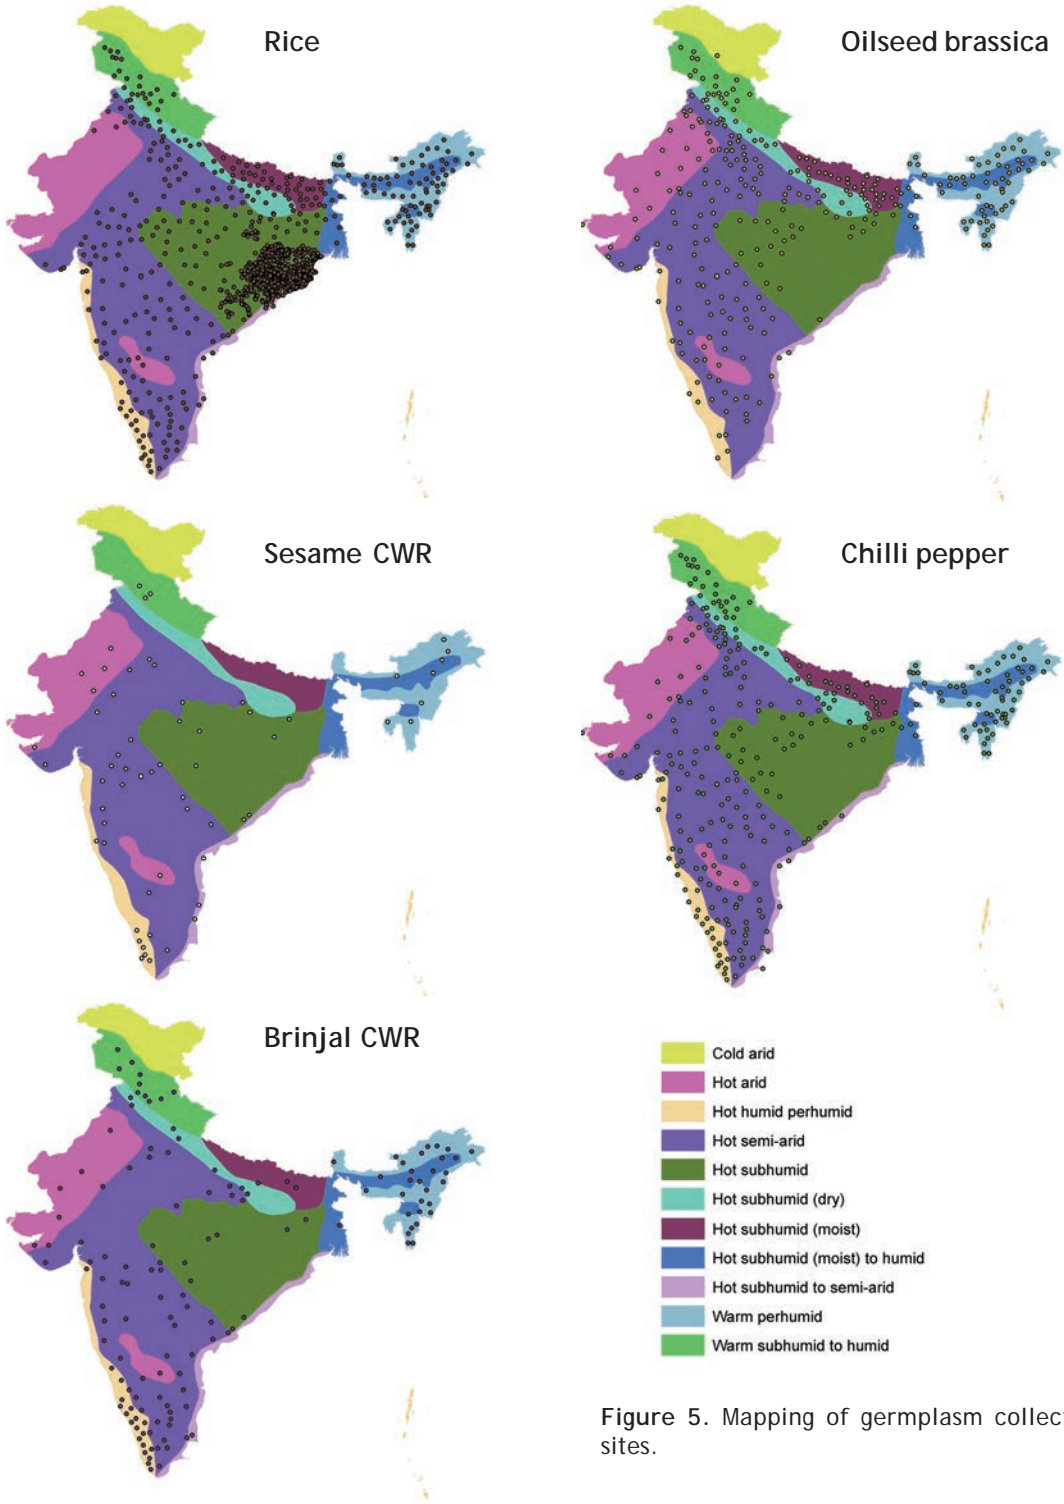 Rice
Oilseed brassica
Sesame CWR
Chilli pepper
Brinjal CWR
Cold arid
Hot arid
Hot humid perhumid
Hot semi-arid
Hot subhumid
Hot subhumid (dry)
Hot subhumid (moist)
Hot subhumid (moist) to humid
Hot subhumid to semi-arid
Warm perhumid
Warm subhumid to humid
Figure 5. Mapping of germplasm collect
sites.